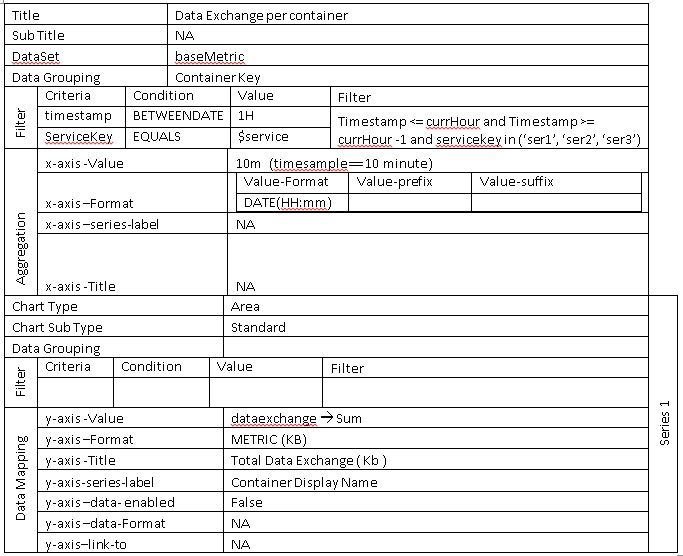 Title Data Exchange per container
Sub Title NA
DataSet baseMetric
Data Grouping Container Key
Filter
Criteria Condition Value Filter
timestamp BETWEENDATE 1H
ServiceKey EQUALS $service
Timestamp <= currHour and Timestamp >=
currHour -1 and servicekey in ('ser1', 'ser2', 'ser3')
Aggregation
x-axis -Value 10m (timesample==10 minute)
x-axis –Format
Value-Format Value-prefix Value-suffix
DATE(HH:mm)
x-axis –series-label NA
x-axis -Title NA
Series 1
Chart Type Area
Chart Sub Type Standard
Data Grouping
Filter
Criteria Condition Value Filter
Data Mapping
y-axis -Value dataexchange → Sum
y-axis –Format METRIC (KB)
y-axis -Title Total Data Exchange ( Kb )
y-axis-series-label Container Display Name
y-axis –data- enabled False
y-axis –data-Format NA
y-axis–link-to NA